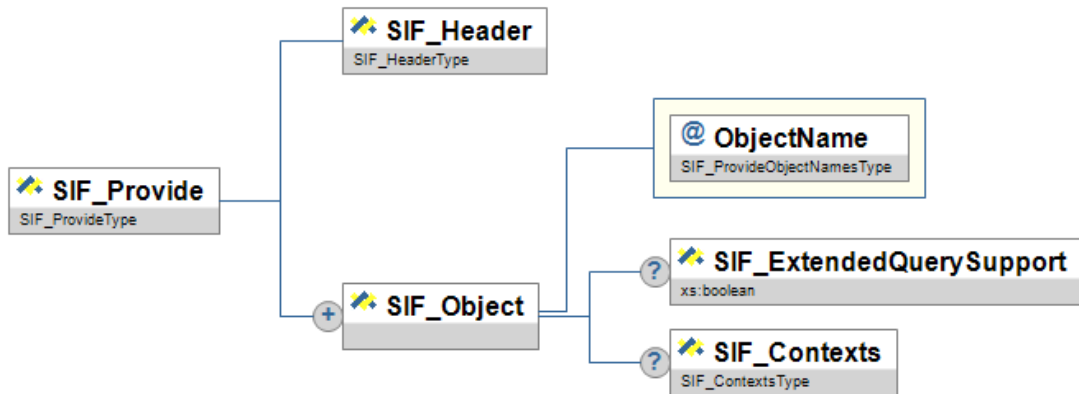 SIF_Header
SIF_HeaderType
@ ObjectName
SIF_ProvideObjectNamesType
SIF_Provide
SIF_ProvideType
? SIF_ExtendedQuerySupport
xs:boolean
+ SIF_Object
? SIF_Contexts
SIF_ContextsType